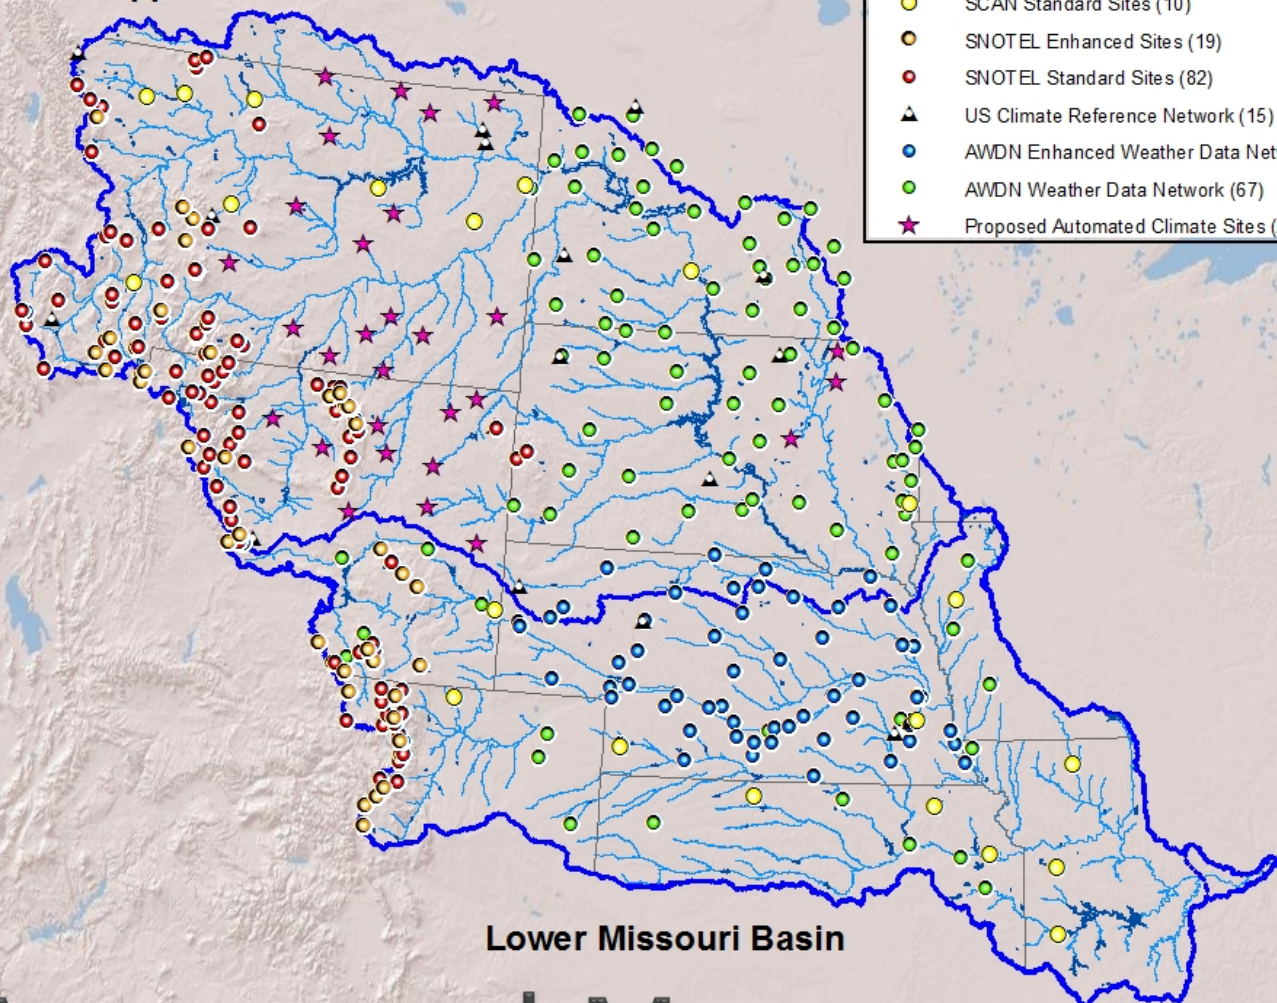 SCAN Standard Sites (10)
SNOTEL Enhanced Sites (19)
SNOTEL Standard Sites (82)
US Climate Reference Network (15)
AWDN Enhanced Weather Data Net
AWDN Weather Data Network (67)
Proposed Automated Climate Sites (
Lower Missouri Basin